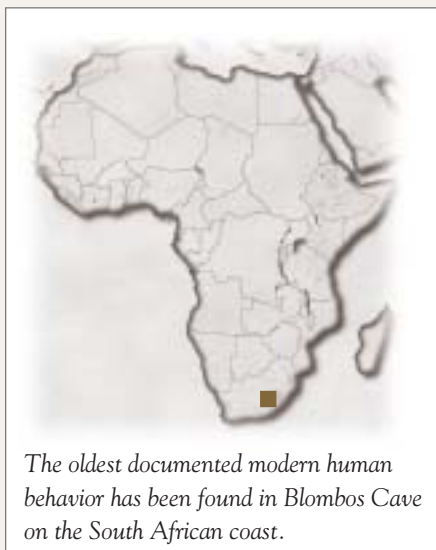 The oldest documented modern human
behavior has been found in Blombos Cave
on the South African coast.